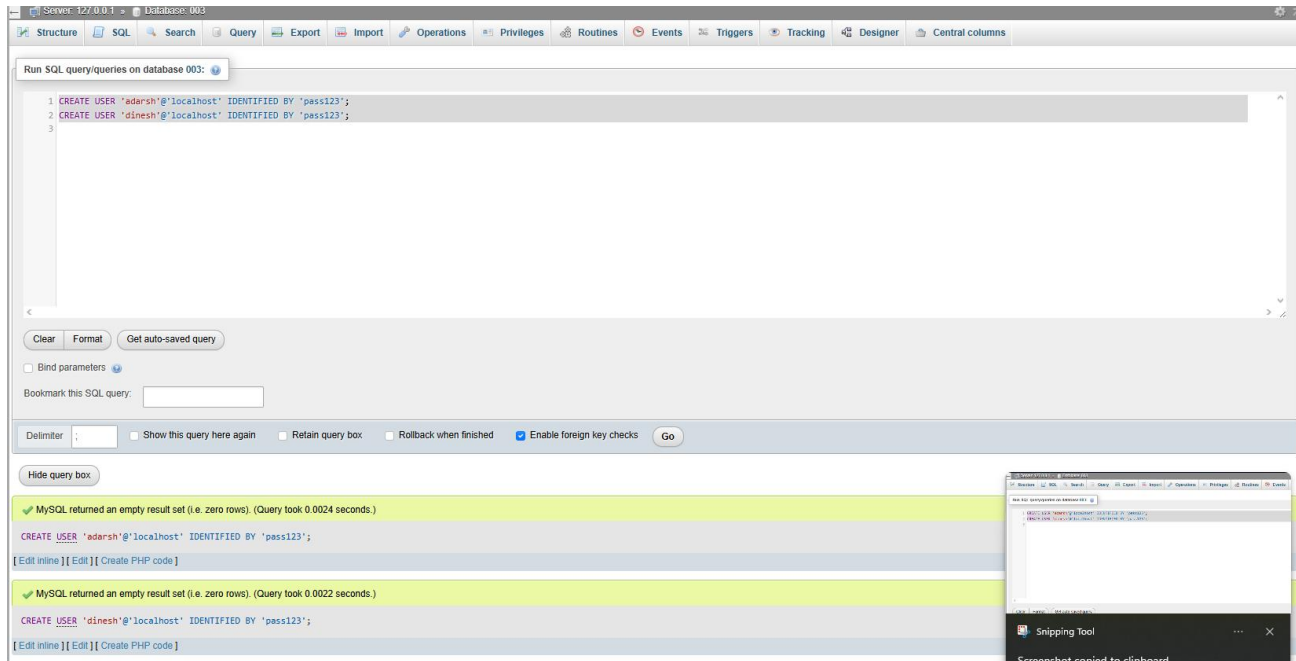 Server: 127.0.0.1 » Database: 003
Structure SQL Search Query Export Import Operations Privileges Routines Events Triggers Tracking Designer Central columns
Run SQL query/queries on database 003:
1 CREATE USER 'adarsh'@'localhost' IDENTIFIED BY 'pass123';
2 CREATE USER 'dinesh'@'localhost' IDENTIFIED BY 'pass123';
3
Clear Format Get auto-saved query
Bind parameters
Bookmark this SQL query:
Delimiter ; Show this query here again Retain query box Rollback when finished Enable foreign key checks Go
Hide query box
MySQL returned an empty result set (i.e. zero rows). (Query took 0.0024 seconds.)
CREATE USER 'adarsh'@'localhost' IDENTIFIED BY 'pass123';
[ Edit inline ] [ Edit ] [ Create PHP code ]
MySQL returned an empty result set (i.e. zero rows). (Query took 0.0022 seconds.)
CREATE USER 'dinesh'@'localhost' IDENTIFIED BY 'pass123';
[ Edit inline ] [ Edit ] [ Create PHP code ]
Snipping Tool
Screenshot copied to clipboard